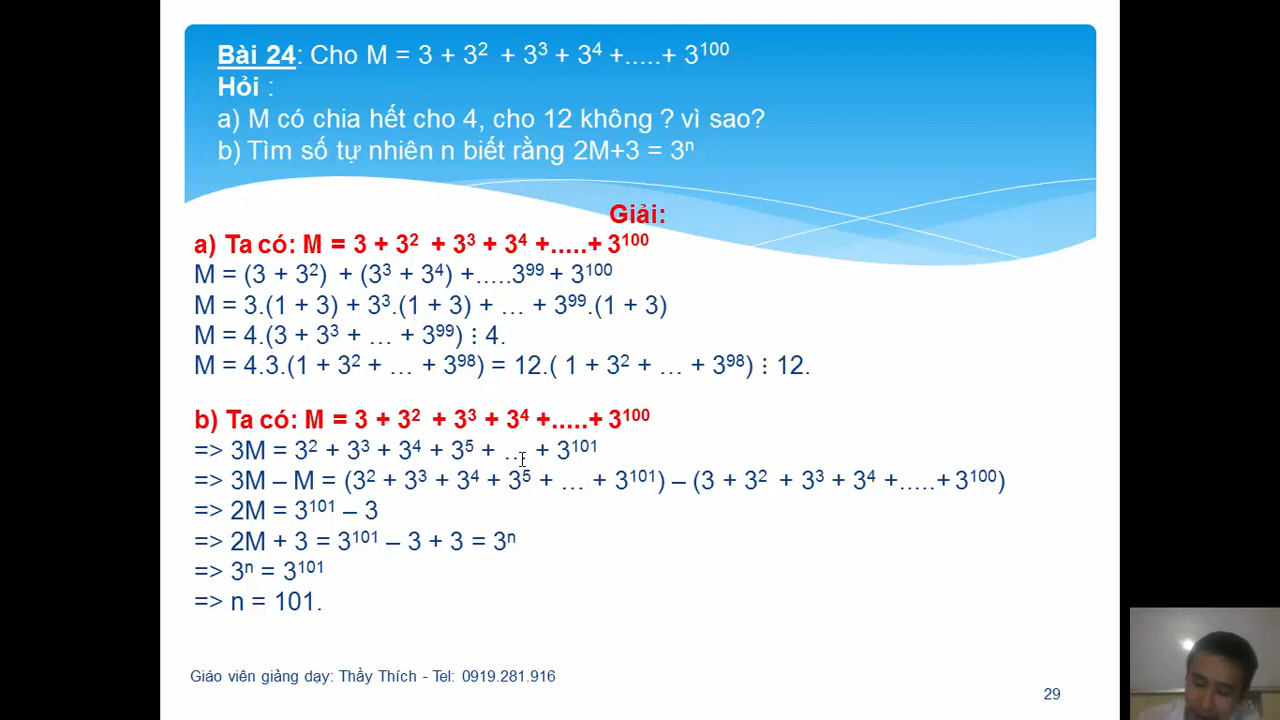 Bài 24: Cho M = 3 + 3² + 3³ + 3⁴ +.....+ 3¹⁰⁰
Hỏi :
a) M có chia hết cho 4, cho 12 không ? vì sao?
b) Tìm số tự nhiên n biết rằng 2M+3 = 3ⁿ
Giải:
a) Ta có: M = 3 + 3² + 3³ + 3⁴ +.....+ 3¹⁰⁰
M = (3 + 3²) + (3³ + 3⁴) +.....3⁹⁹ + 3¹⁰⁰
M = 3.(1 + 3) + 3³.(1 + 3) + … + 3⁹⁹.(1 + 3)
M = 4.(3 + 3³ + … + 3⁹⁹) ⁝ 4.
M = 4.3.(1 + 3² + … + 3⁹⁸) = 12.( 1 + 3² + … + 3⁹⁸) ⁝ 12.
b) Ta có: M = 3 + 3² + 3³ + 3⁴ +.....+ 3¹⁰⁰
=> 3M = 3² + 3³ + 3⁴ + 3⁵ + … + 3¹⁰¹
=> 3M – M = (3² + 3³ + 3⁴ + 3⁵ + … + 3¹⁰¹) – (3 + 3² + 3³ + 3⁴ +.....+ 3¹⁰⁰)
=> 2M = 3¹⁰¹ – 3
=> 2M + 3 = 3¹⁰¹ – 3 + 3 = 3ⁿ
=> 3ⁿ = 3¹⁰¹
=> n = 101.
Giáo viên giảng dạy: Thầy Thích - Tel: 0919.281.916
29